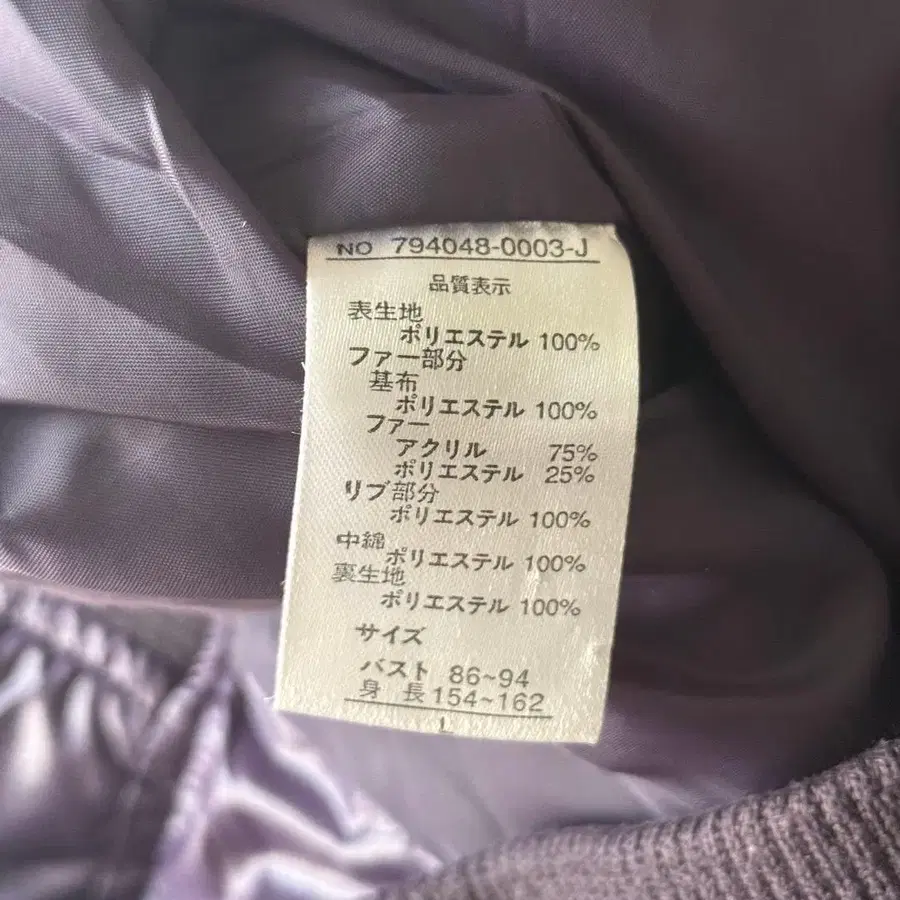 NO 794048-0003-J
品質表示
表生地
ポリエステル 100%
ファー部分
基布
ポリエステル 100%
ファー
アクリル 75%
ポリエステル 25%
リブ部分
ポリエステル 100%
中綿
ポリエステル 100%
裏生地
ポリエステル 100%
サイズ
バスト 86~94
身 長 154~162
L